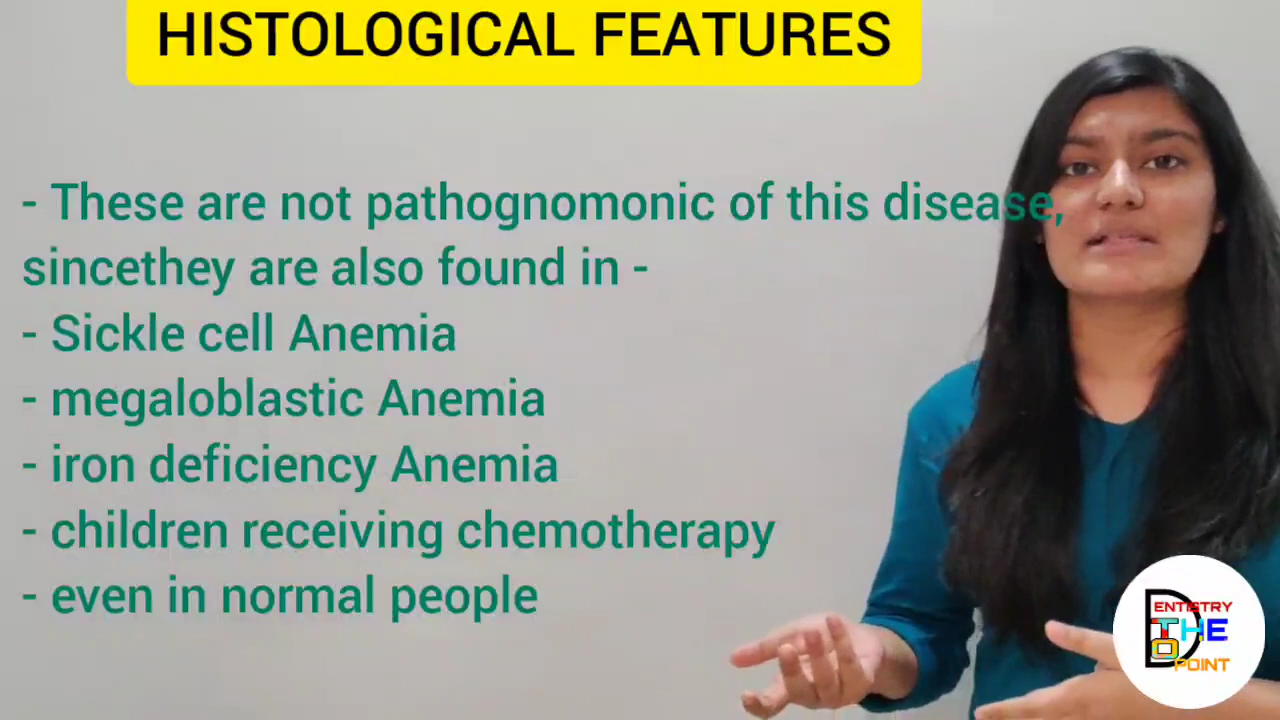 HISTOLOGICAL FEATURES
- These are not pathognomonic of this disease,
sincethey are also found in -
- Sickle cell Anemia
- megaloblastic Anemia
- iron deficiency Anemia
- children receiving chemotherapy
- even in normal people
DENTISTRY
THE
TO
POINT